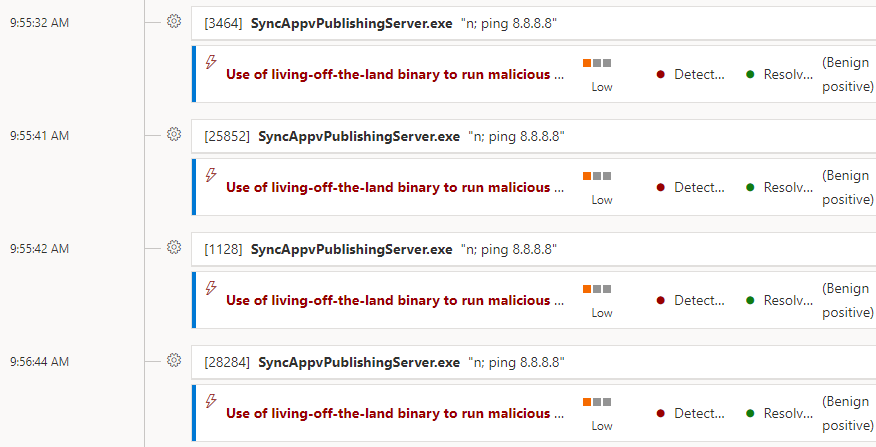 9:55:32 AM [3464] SyncAppvPublishingServer.exe "n; ping 8.8.8.8"
Use of living-off-the-land binary to run malicious ... Low Detect... Resolv... (Benign positive)
9:55:41 AM [25852] SyncAppvPublishingServer.exe "n; ping 8.8.8.8"
Use of living-off-the-land binary to run malicious ... Low Detect... Resolv... (Benign positive)
9:55:42 AM [1128] SyncAppvPublishingServer.exe "n; ping 8.8.8.8"
Use of living-off-the-land binary to run malicious ... Low Detect... Resolv... (Benign positive)
9:56:44 AM [28284] SyncAppvPublishingServer.exe "n; ping 8.8.8.8"
Use of living-off-the-land binary to run malicious ... Low Detect... Resolv... (Benign positive)